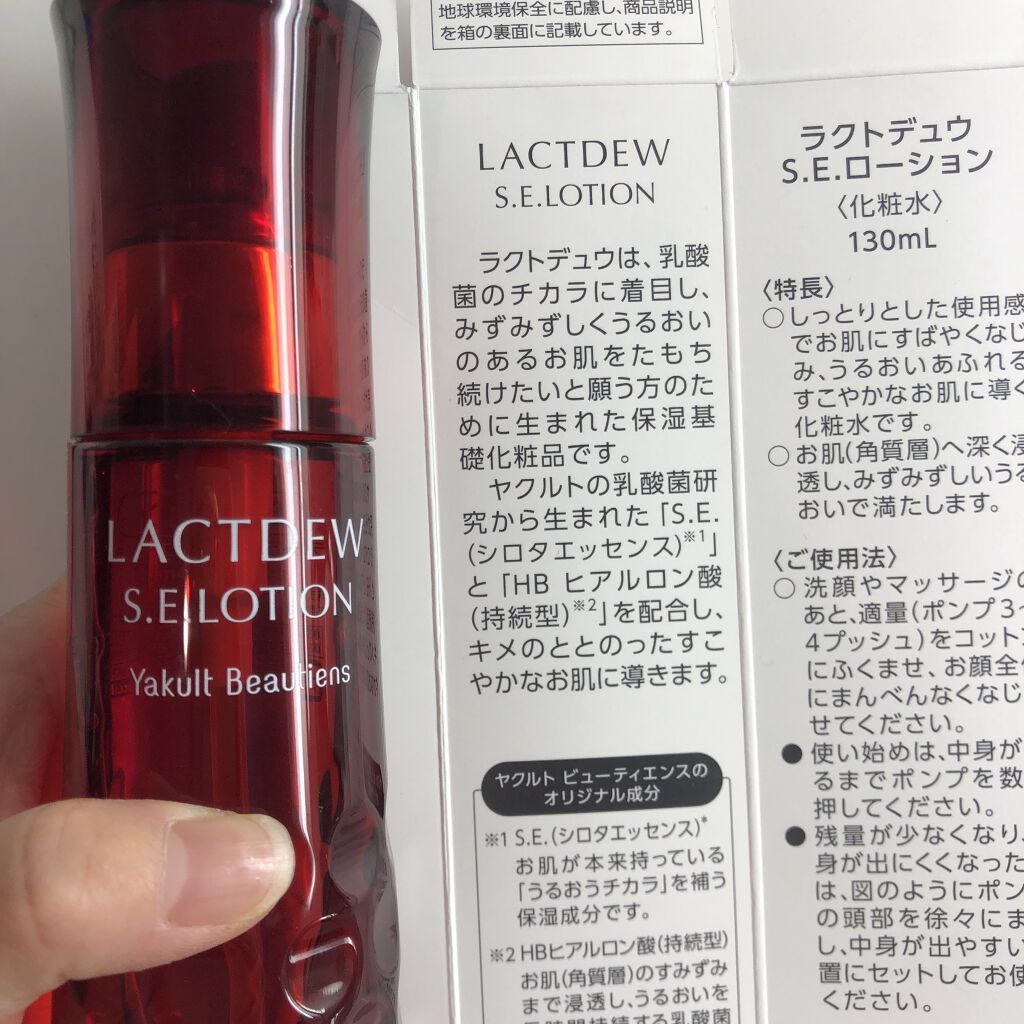 地球環境保全に配慮し、商品説明
を箱の裏面に記載しています。
LACTDEW
S.E.LOTION
Yakult Beautiens
LACTDEW
S.E.LOTION
ラクトデュウは、乳酸
菌のチカラに着目し、
みずみずしくうるおい
のあるお肌をたもち
続けたいと願う方のた
めに生まれた保湿基
礎化粧品です。
ヤクルトの乳酸菌研
究から生まれた「S.E.
(シロタエッセンス)※1」
と「HB ヒアルロン酸
(持続型)※2」を配合し、
キメのととのったすこ
やかなお肌に導きます。
ヤクルト ビューティエンスの
オリジナル成分
※1 S.E.(シロタエッセンス)*
お肌が本来持っている
「うるおうチカラ」を補う
保湿成分です。
※2 HBヒアルロン酸(持続型)
お肌(角質層)のすみずみ
まで浸透し、うるおいを
時間持続する乳酸菌
ラクトデュウ
S.E.ローション
〈化粧水〉
130mL
〈特長〉
○しっとりとした使用感
でお肌にすばやくなじ
み、うるおいあふれる
すこやかなお肌に導く
化粧水です。
○お肌(角質層)へ深く浸
透し、みずみずしいうる
おいで満たします。
〈ご使用法〉
○洗顔やマッサージの
あと、適量(ポンプ3〜
4プッシュ)をコット
にふくませ、お顔全
にまんべんなくなじ
せてください。
●使い始めは、中身が
るまでポンプを数
押してください。
●残量が少なくなり、
身が出にくくなった
は、図のようにポン
の頭部を徐々にま
し、中身が出やすい
置にセットしてお使
ください。